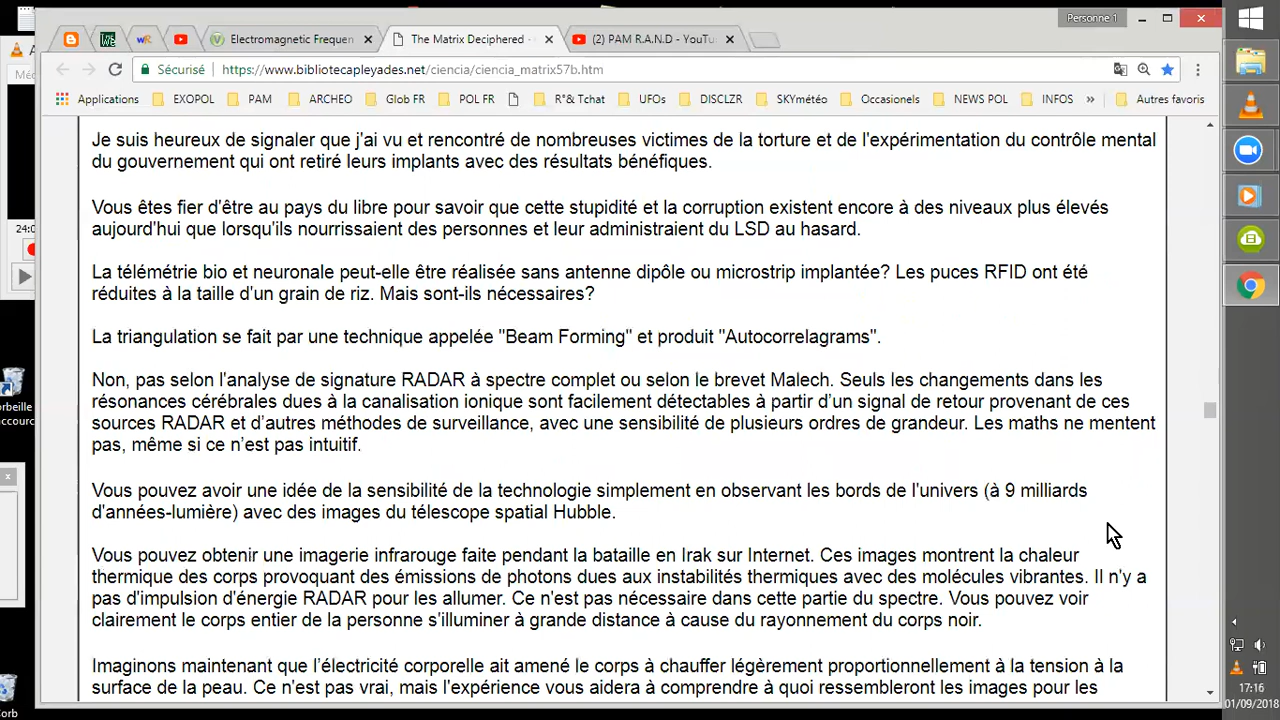 Personne 1
Electromagnetic Frequen
The Matrix Deciphered -
(2) PAM R.A.N.D - YouTu
Sécurisé
https://www.bibliotecapleyades.net/ciencia/ciencia_matrix57b.htm
Applications
EXOPOL
PAM
ARCHEO
Glob FR
POL FR
R°& Tchat
UFOs
DISCLZR
SKYmétéo
Occasionels
NEWS POL
INFOS
»
Autres favoris
Je suis heureux de signaler que j'ai vu et rencontré de nombreuses victimes de la torture et de l'expérimentation du contrôle mental
du gouvernement qui ont retiré leurs implants avec des résultats bénéfiques.
Vous êtes fier d'être au pays du libre pour savoir que cette stupidité et la corruption existent encore à des niveaux plus élevés
aujourd'hui que lorsqu'ils nourrissaient des personnes et leur administraient du LSD au hasard.
La télémétrie bio et neuronale peut-elle être réalisée sans antenne dipôle ou microstrip implantée? Les puces RFID ont été
réduites à la taille d'un grain de riz. Mais sont-ils nécessaires?
La triangulation se fait par une technique appelée "Beam Forming" et produit "Autocorrelagrams".
Non, pas selon l'analyse de signature RADAR à spectre complet ou selon le brevet Malech. Seuls les changements dans les
résonances cérébrales dues à la canalisation ionique sont facilement détectables à partir d'un signal de retour provenant de ces
sources RADAR et d'autres méthodes de surveillance, avec une sensibilité de plusieurs ordres de grandeur. Les maths ne mentent
pas, même si ce n'est pas intuitif.
Vous pouvez avoir une idée de la sensibilité de la technologie simplement en observant les bords de l'univers (à 9 milliards
d'années-lumière) avec des images du télescope spatial Hubble.
Vous pouvez obtenir une imagerie infrarouge faite pendant la bataille en Irak sur Internet. Ces images montrent la chaleur
thermique des corps provoquant des émissions de photons dues aux instabilités thermiques avec des molécules vibrantes. Il n'y a
pas d'impulsion d'énergie RADAR pour les allumer. Ce n'est pas nécessaire dans cette partie du spectre. Vous pouvez voir
clairement le corps entier de la personne s'illuminer à grande distance à cause du rayonnement du corps noir.
Imaginons maintenant que l'électricité corporelle ait amené le corps à chauffer légèrement proportionnellement à la tension à la
surface de la peau. Ce n'est pas vrai, mais l'expérience vous aidera à comprendre à quoi ressembleront les images pour les
24:0
orbeille
accour
Corb
17:16
01/09/2018